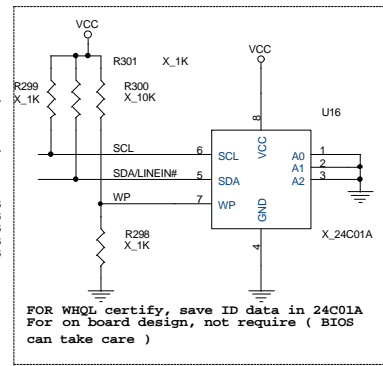 VCC
R301 X_1K
VCC
R299
X_1K
R300
X_10K
U16
8
SCL 6 SCL VCC A0 1
A1 2
SDA/LINEIN# 5 SDA A2 3
WP 7 WP GND
4
R298
X_1K
X_24C01A
FOR WHQL certify, save ID data in 24C01A
For on board design, not require ( BIOS
can take care )